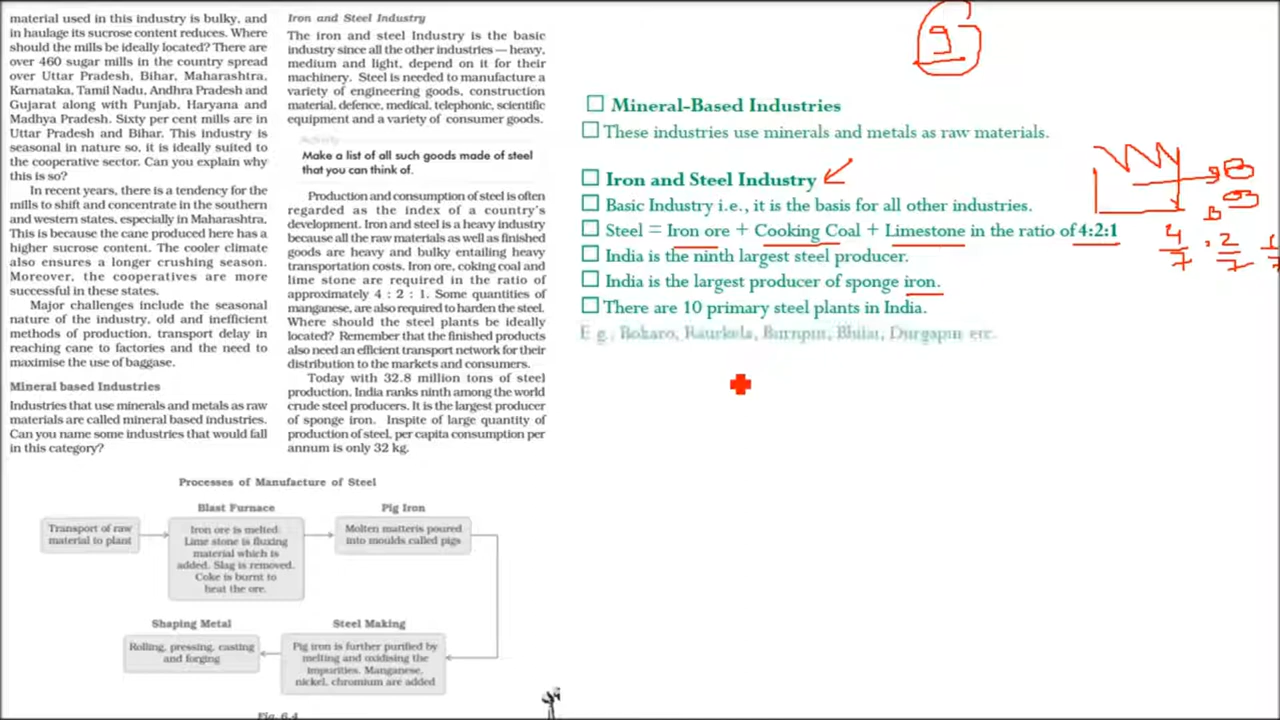 material used in this industry is bulky, and
in haulage its sucrose content reduces. Where
should the mills be ideally located? There are
over 460 sugar mills in the country spread
over Uttar Pradesh, Bihar, Maharashtra,
Karnataka, Tamil Nadu, Andhra Pradesh and
Gujarat along with Punjab, Haryana and
Madhya Pradesh. Sixty per cent mills are in
Uttar Pradesh and Bihar. This industry is
seasonal in nature so, it is ideally suited to
the cooperative sector. Can you explain why
this is so?
In recent years, there is a tendency for the
mills to shift and concentrate in the southern
and western states, especially in Maharashtra,
This is because the cane produced here has a
higher sucrose content. The cooler climate
also ensures a longer crushing season.
Moreover, the cooperatives are more
successful in these states.
Major challenges include the seasonal
nature of the industry, old and inefficient
methods of production, transport delay in
reaching cane to factories and the need to
maximise the use of baggase.
Mineral based Industries
Industries that use minerals and metals as raw
materials are called mineral based industries.
Can you name some industries that would fall
in this category?
Iron and Steel Industry
The iron and steel Industry is the basic
industry since all the other industries — heavy,
medium and light, depend on it for their
machinery. Steel is needed to manufacture a
variety of engineering goods, construction
material, defence, medical, telephonic, scientific
equipment and a variety of consumer goods.
Activity
Make a list of all such goods made of steel
that you can think of.
Production and consumption of steel is often
regarded as the index of a country's
development. Iron and steel is a heavy industry
because all the raw materials as well as finished
goods are heavy and bulky entailing heavy
transportation costs. Iron ore, coking coal and
lime stone are required in the ratio of
approximately 4 : 2 : 1. Some quantities of
manganese, are also required to harden the steel.
Where should the steel plants be ideally
located? Remember that the finished products
also need an efficient transport network for their
distribution to the markets and consumers.
Today with 32.8 million tons of steel
production, India ranks ninth among the world
crude steel producers. It is the largest producer
of sponge iron. Inspite of large quantity of
production of steel, per capita consumption per
annum is only 32 kg.
Processes of Manufacture of Steel
Transport of raw
material to plant
Blast Furnace
Iron ore is melted.
Lime stone is fluxing
material which is
added. Slag is removed.
Coke is burnt to
heat the ore.
Pig Iron
Molten matteris poured
into moulds called pigs
Shaping Metal
Rolling, pressing, casting
and forging
Steel Making
Pig iron is further purified by
melting and oxidising the
impurities. Manganese,
nickel, chromium are added
Fig. 6.4
9
Mineral-Based Industries
These industries use minerals and metals as raw materials.
Iron and Steel Industry
Basic Industry i.e., it is the basis for all other industries.
Steel = Iron ore + Cooking Coal + Limestone in the ratio of 4:2:1
India is the ninth largest steel producer.
India is the largest producer of sponge iron.
There are 10 primary steel plants in India.
E g., Bokaro, Raurkela, Burnpur, Bhilai, Durgapur etc.
4/7 : 2/7